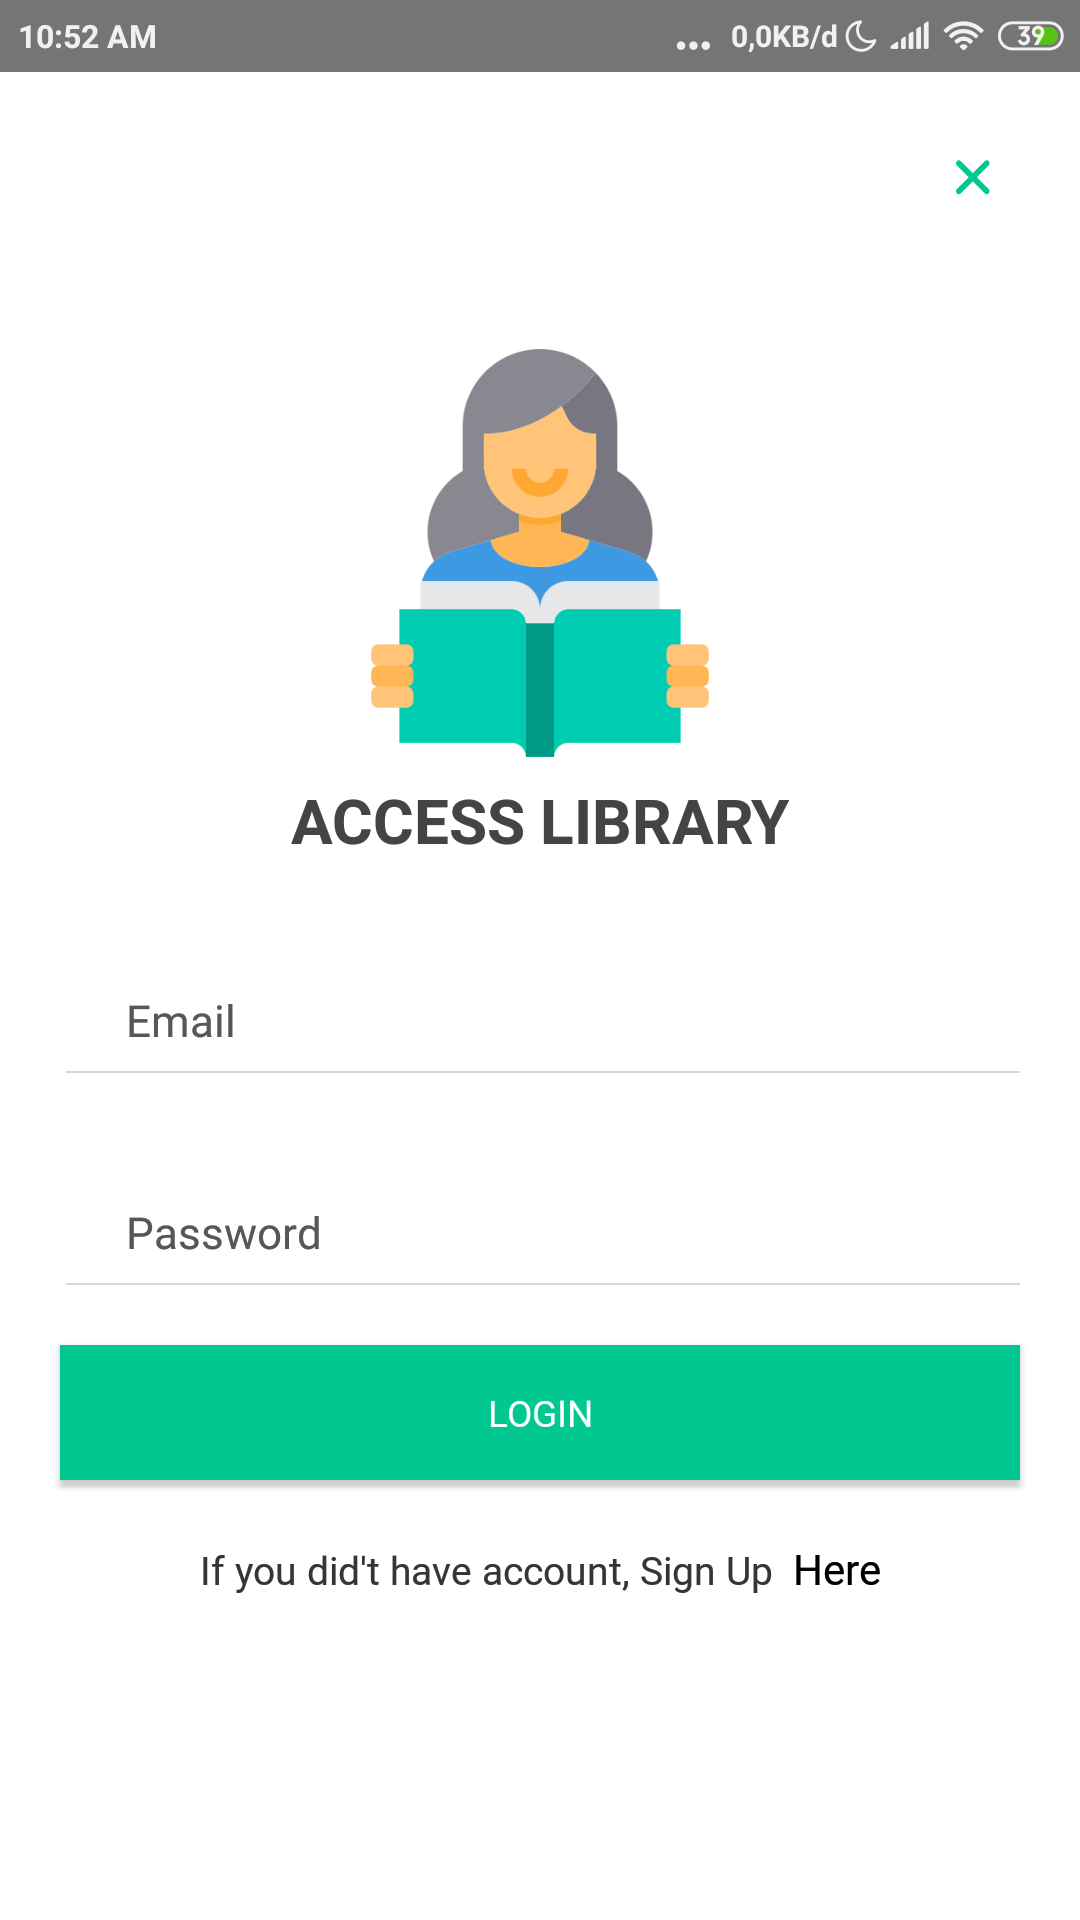 10:52 AM ... 0,0KB/d 39
ACCESS LIBRARY
Email
Password
LOGIN
If you did't have account, Sign Up Here